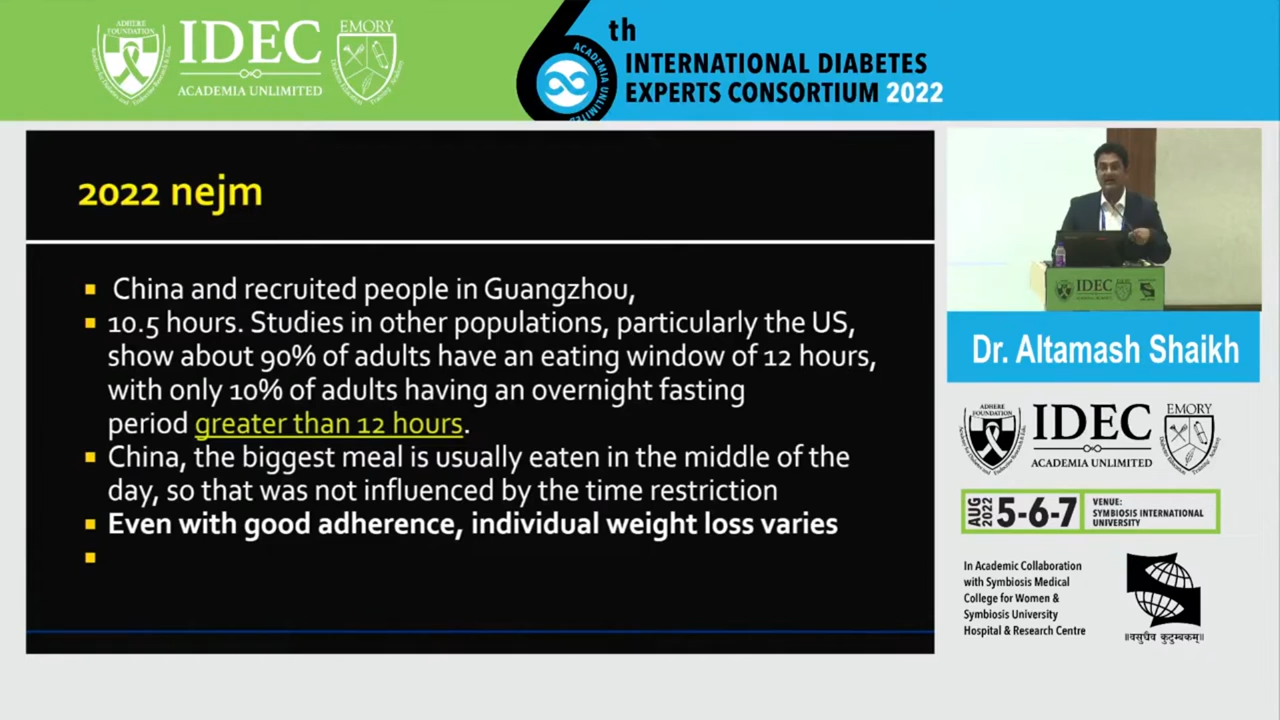 ADHERE
FOUNDATION
IDEC
ACADEMIA UNLIMITED
EMORY
6th
ACADEMIA UNLIMITED
INTERNATIONAL DIABETES
EXPERTS CONSORTIUM 2022
2022 nejm
China and recruited people in Guangzhou,
10.5 hours. Studies in other populations, particularly the US,
show about 90% of adults have an eating window of 12 hours,
with only 10% of adults having an overnight fasting
period greater than 12 hours.
China, the biggest meal is usually eaten in the middle of the
day, so that was not influenced by the time restriction
Even with good adherence, individual weight loss varies
IDEC
Dr. Altamash Shaikh
ADHERE
FOUNDATION
IDEC
ACADEMIA UNLIMITED
EMORY
AUG
2022
5-6-7
VENUE:
SYMBIOSIS INTERNATIONAL
UNIVERSITY
In Academic Collaboration
with Symbiosis Medical
College for Women &
Symbiosis University
Hospital & Research Centre
॥वसुधैव कुटुम्बकम्॥